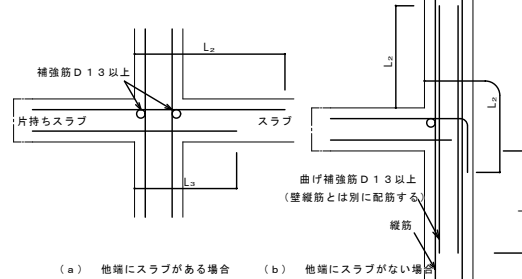 L₂
補強筋D13以上
片持ちスラブ
スラブ
L₃
(a) 他端にスラブがある場合
L₂
L₂
曲げ補強筋D13以上
(壁縦筋とは別に配筋する)
縦筋
(b) 他端にスラブがない場合